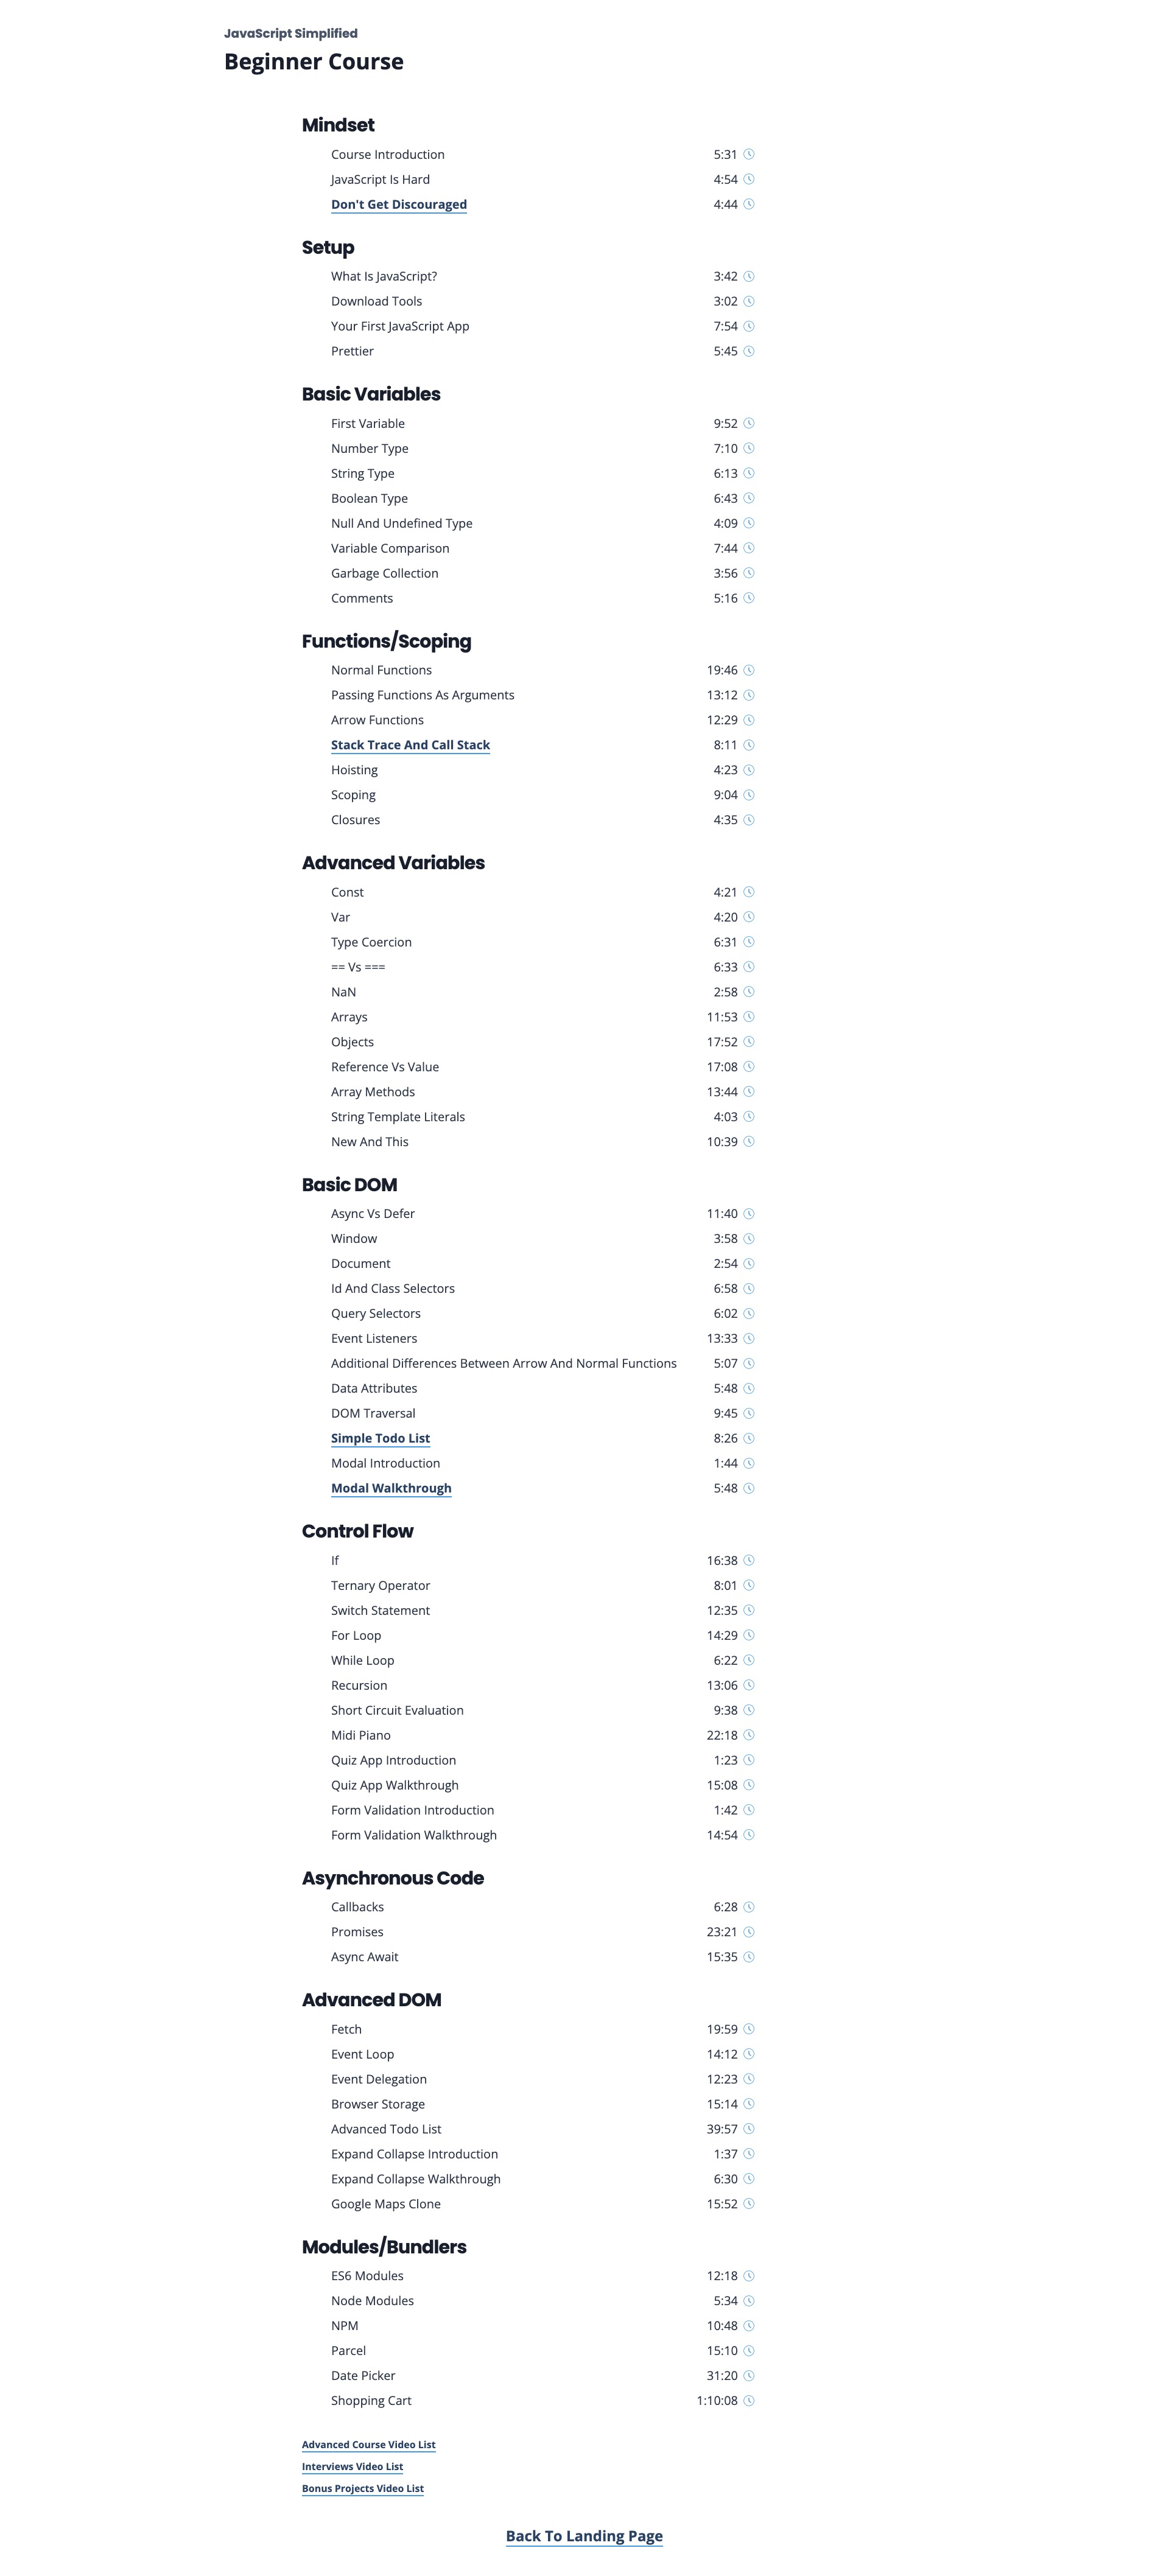 JavaScript Simplified
Beginner Course
Mindset
Course Introduction 5:31
JavaScript Is Hard 4:54
Don't Get Discouraged 4:44
Setup
What Is JavaScript? 3:42
Download Tools 3:02
Your First JavaScript App 7:54
Prettier 5:45
Basic Variables
First Variable 9:52
Number Type 7:10
String Type 6:13
Boolean Type 6:43
Null And Undefined Type 4:09
Variable Comparison 7:44
Garbage Collection 3:56
Comments 5:16
Functions/Scoping
Normal Functions 19:46
Passing Functions As Arguments 13:12
Arrow Functions 12:29
Stack Trace And Call Stack 8:11
Hoisting 4:23
Scoping 9:04
Closures 4:35
Advanced Variables
Const 4:21
Var 4:20
Type Coercion 6:31
== Vs === 6:33
NaN 2:58
Arrays 11:53
Objects 17:52
Reference Vs Value 17:08
Array Methods 13:44
String Template Literals 4:03
New And This 10:39
Basic DOM
Async Vs Defer 11:40
Window 3:58
Document 2:54
Id And Class Selectors 6:58
Query Selectors 6:02
Event Listeners 13:33
Additional Differences Between Arrow And Normal Functions 5:07
Data Attributes 5:48
DOM Traversal 9:45
Simple Todo List 8:26
Modal Introduction 1:44
Modal Walkthrough 5:48
Control Flow
If 16:38
Ternary Operator 8:01
Switch Statement 12:35
For Loop 14:29
While Loop 6:22
Recursion 13:06
Short Circuit Evaluation 9:38
Midi Piano 22:18
Quiz App Introduction 1:23
Quiz App Walkthrough 15:08
Form Validation Introduction 1:42
Form Validation Walkthrough 14:54
Asynchronous Code
Callbacks 6:28
Promises 23:21
Async Await 15:35
Advanced DOM
Fetch 19:59
Event Loop 14:12
Event Delegation 12:23
Browser Storage 15:14
Advanced Todo List 39:57
Expand Collapse Introduction 1:37
Expand Collapse Walkthrough 6:30
Google Maps Clone 15:52
Modules/Bundlers
ES6 Modules 12:18
Node Modules 5:34
NPM 10:48
Parcel 15:10
Date Picker 31:20
Shopping Cart 1:10:08
Advanced Course Video List
Interviews Video List
Bonus Projects Video List
Back To Landing Page